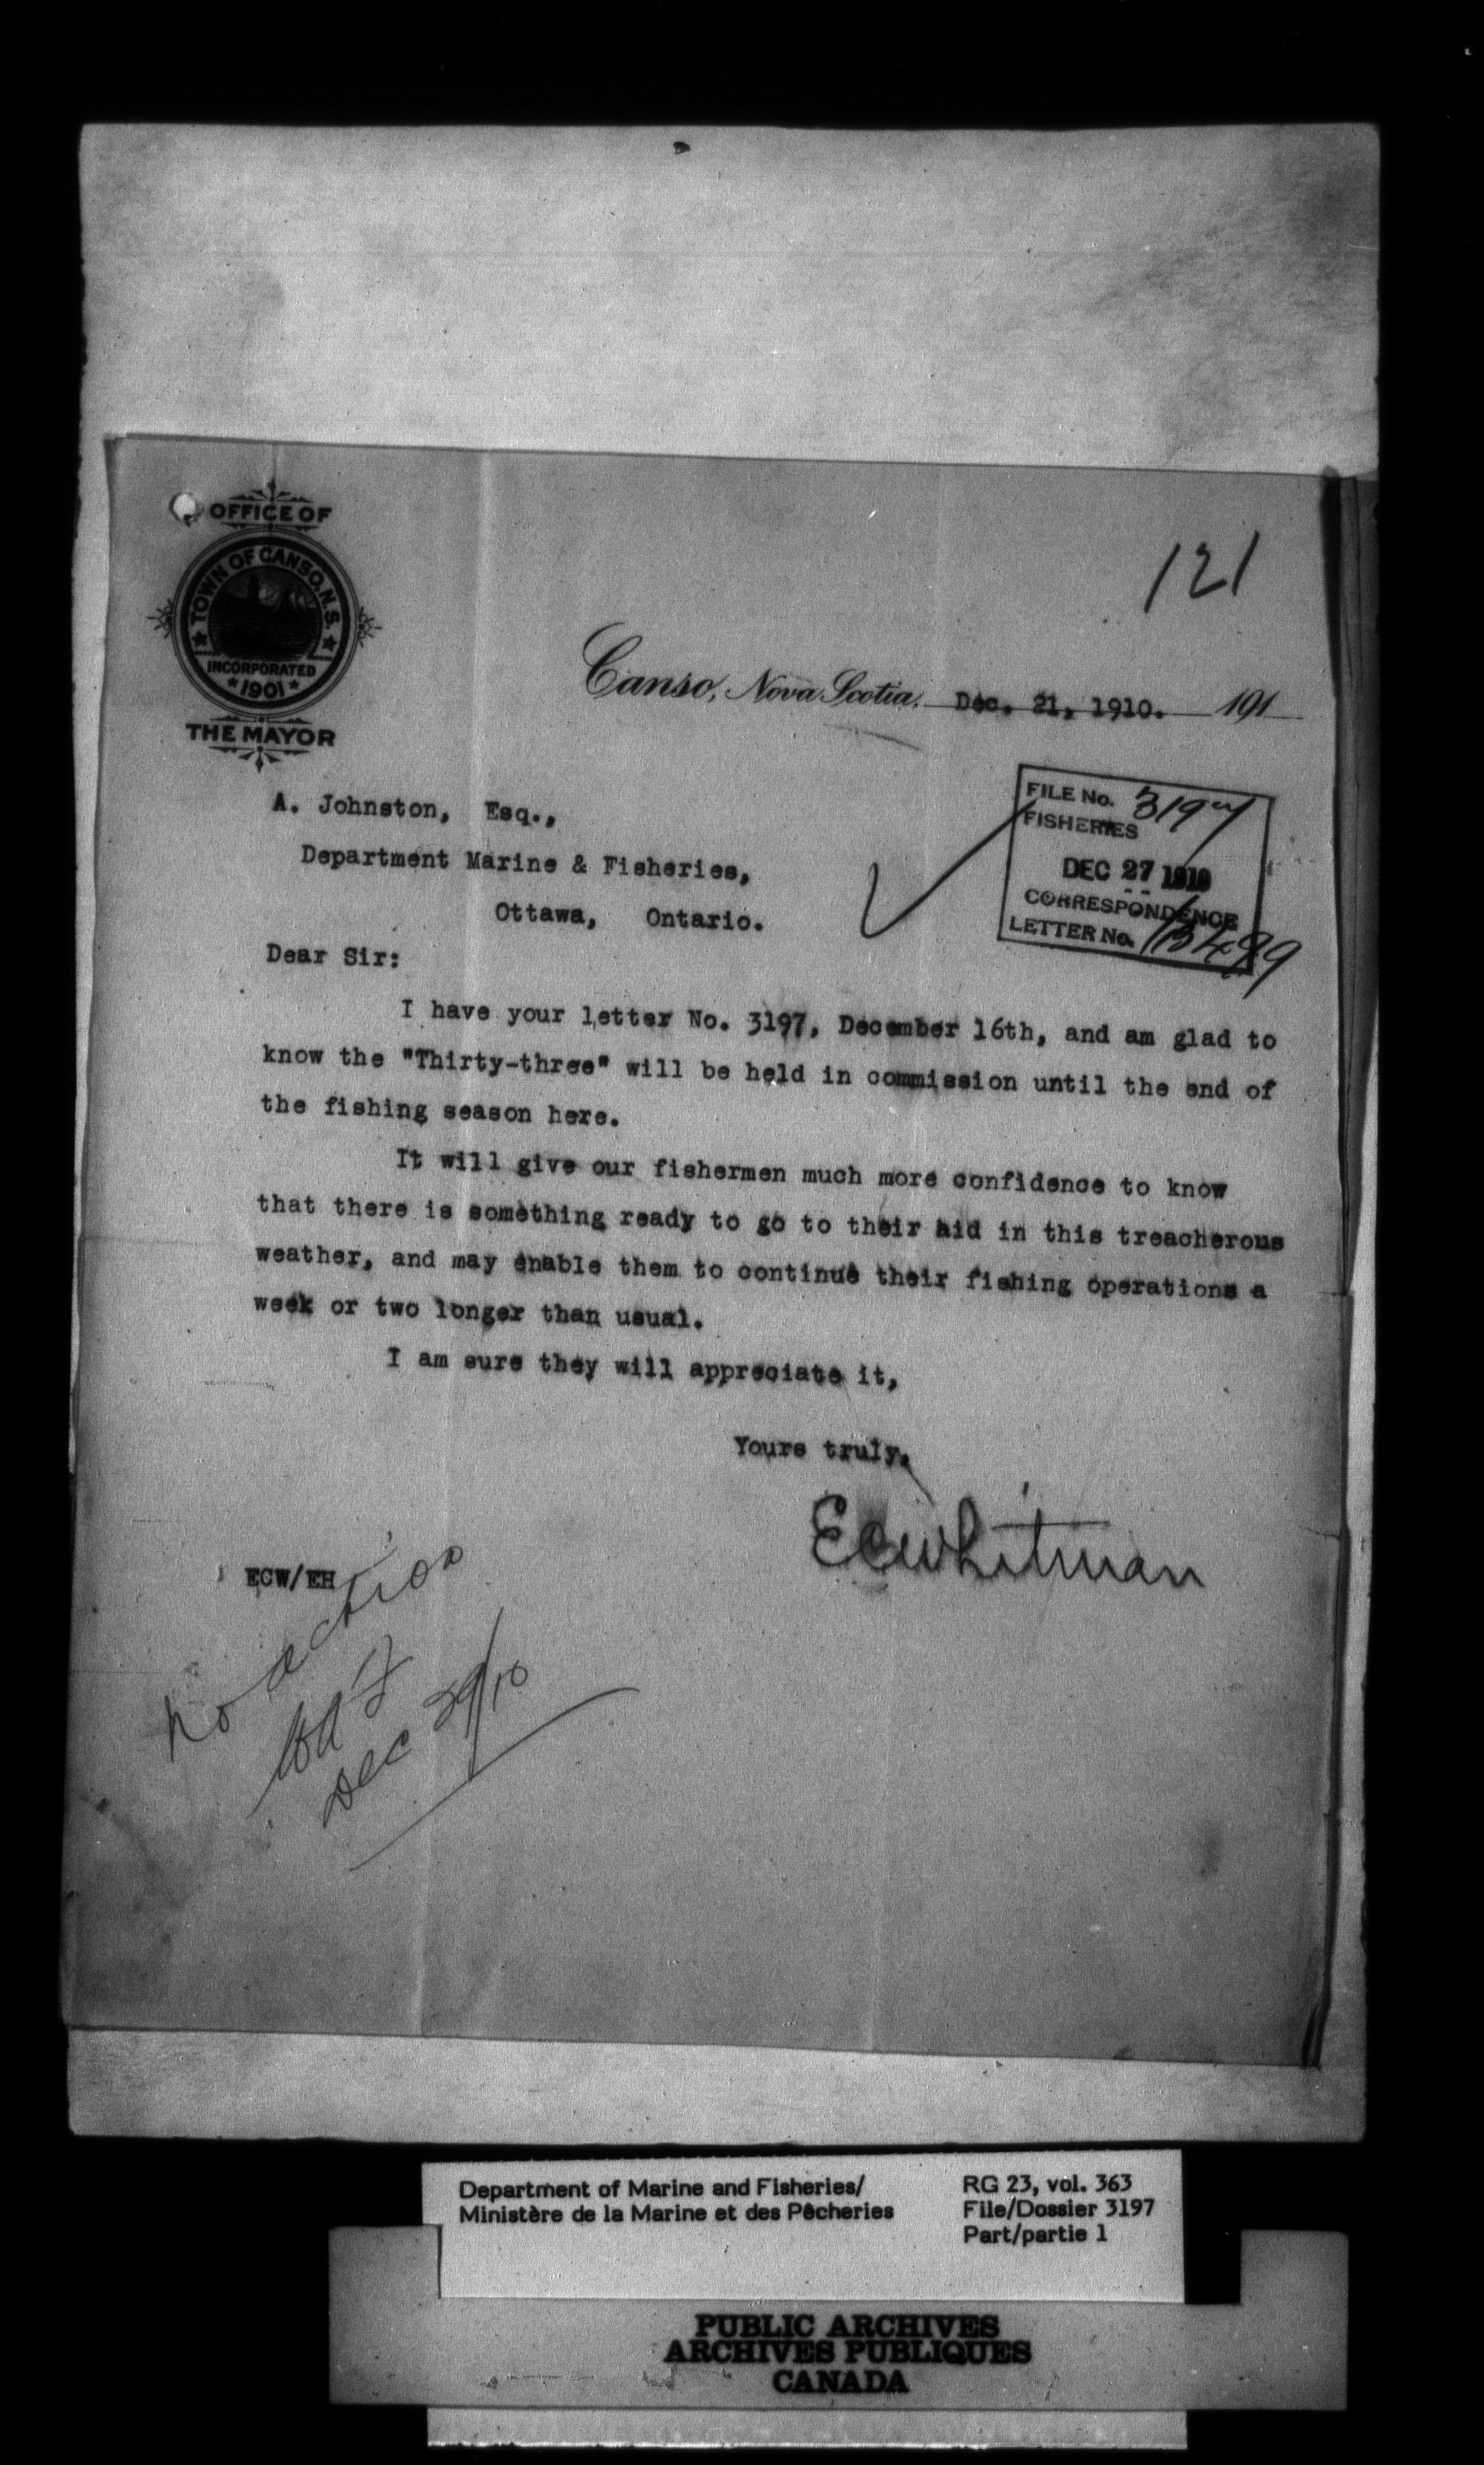 OFFICE OF
TOWN OF CANSO, N.S.
INCORPORATED
1901
THE MAYOR
121
Canso, Nova Scotia, Dec. 21, 1910. 191
A. Johnston, Esq.,
Department Marine & Fisheries,
Ottawa, Ontario.
FILE No. 3197
FISHERIES
DEC 27 1910
CORRESPONDENCE
LETTER No.
Dear Sir:
I have your letter No. 3197, December 16th, and am glad to
know the "Thirty-three" will be held in commission until the end of
the fishing season here.
It will give our fishermen much more confidence to know
that there is something ready to go to their aid in this treacherous
weather, and may enable them to continue their fishing operations a
week or two longer than usual.
I am sure they will appreciate it,
Yours truly,
ECWhitman
ECW/EH
no action
Dec 29/10
Department of Marine and Fisheries/
Ministère de la Marine et des Pêcheries
RG 23, vol. 363
File/Dossier 3197
Part/partie 1
PUBLIC ARCHIVES
ARCHIVES PUBLIQUES
CANADA